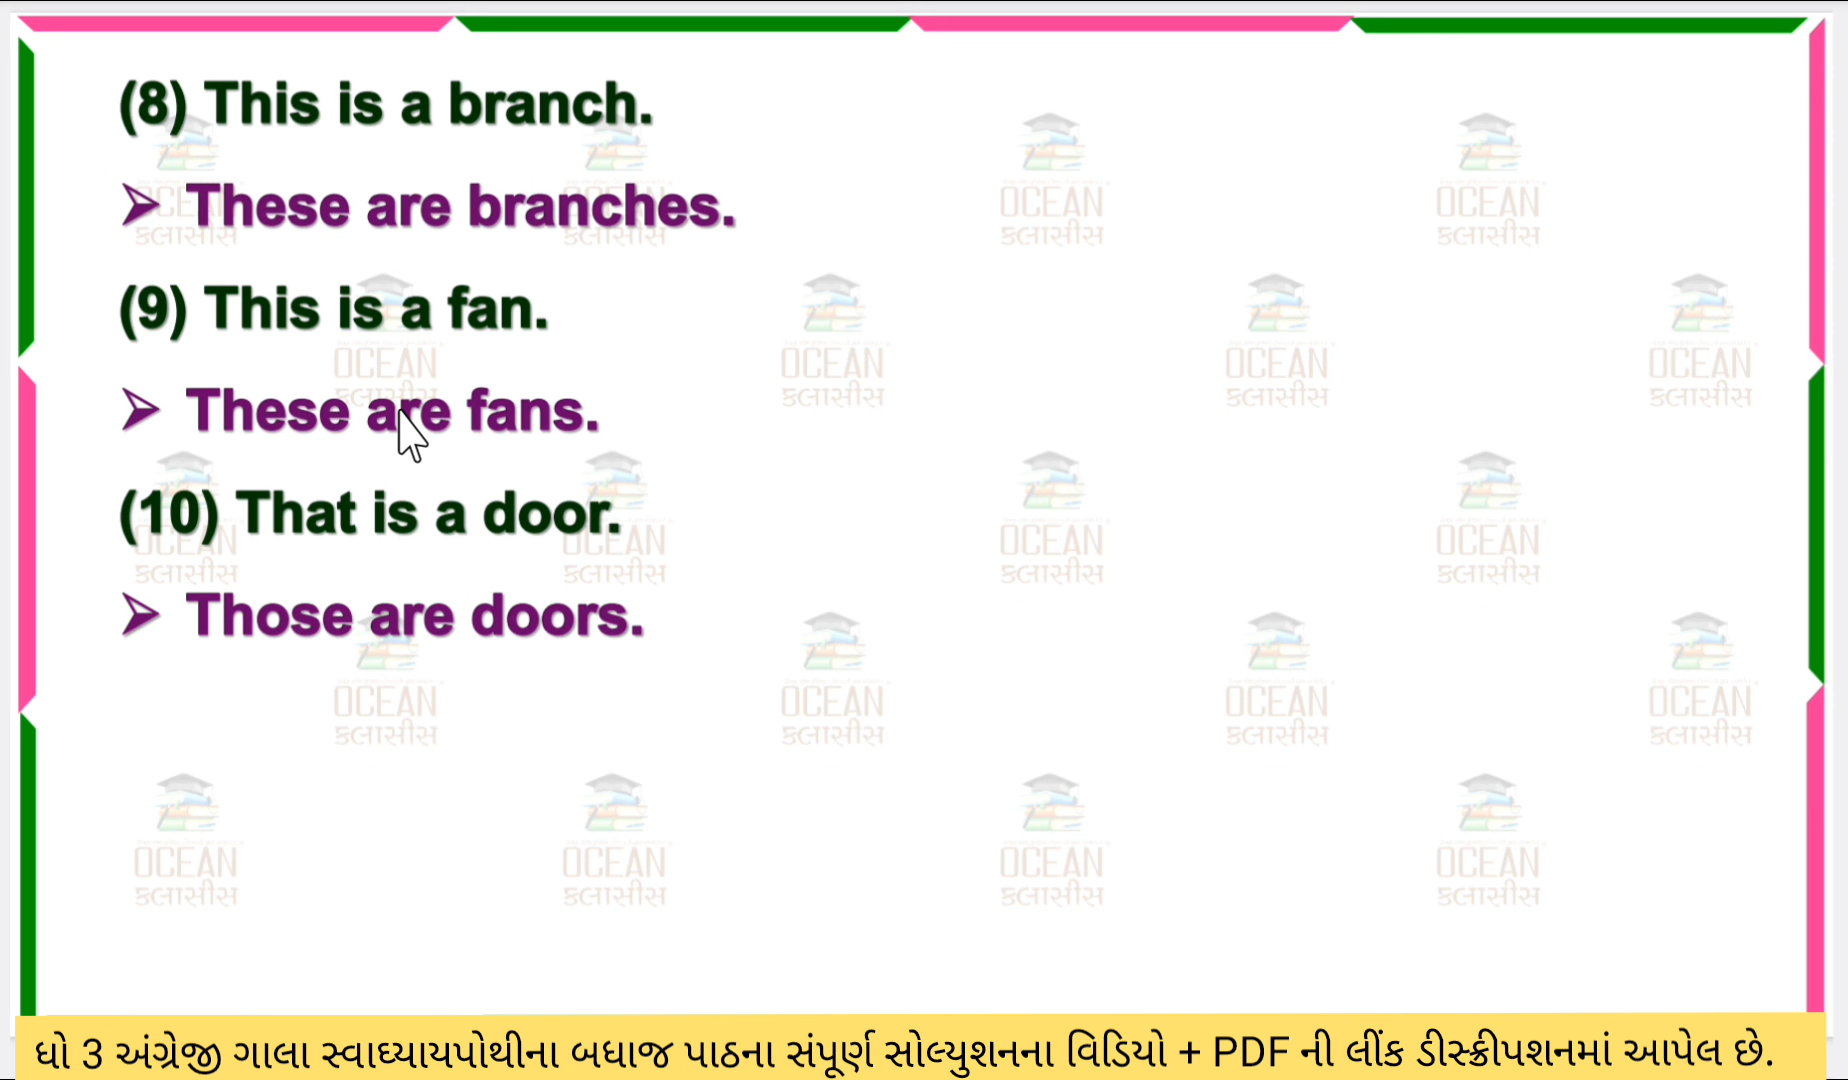 (8) This is a branch.
➢ These are branches.
(9) This is a fan.
➢ These are fans.
(10) That is a door.
➢ Those are doors.
OCEAN
ક્લાસીસ
ધો 3 અંગ્રેજી ગાલા સ્વાધ્યાયપોથીના બધાજ પાઠના સંપૂર્ણ સોલ્યુશનના વિડિયો + PDF ની લીંક ડીસ્ક્રીપશનમાં આપેલ છે.